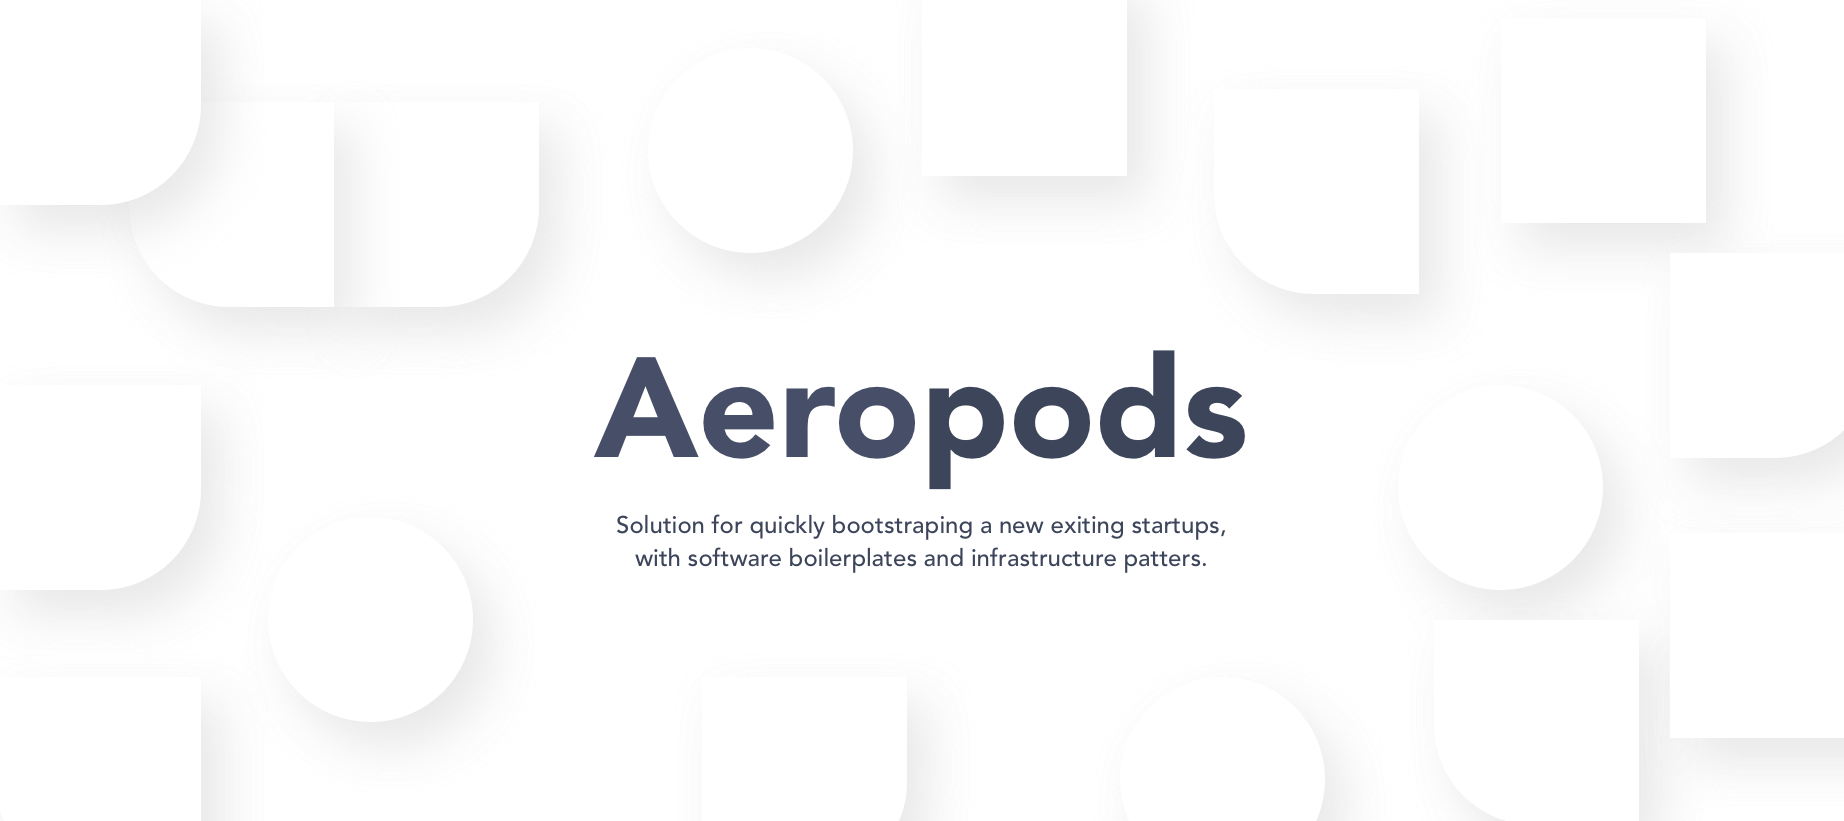 Aeropods
Solution for quickly bootstraping a new exiting startups,
with software boilerplates and infrastructure patters.